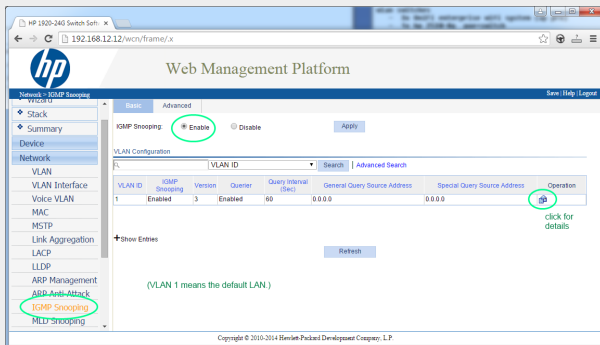 HP 1920-24G Switch Soft
192.168.12.12/wcn/frame/.x
hp
Web Management Platform
Network > IGMP Snooping
Save | Help | Logout
Wizard
Stack
Summary
Device
Network
VLAN
VLAN Interface
Voice VLAN
MAC
MSTP
Link Aggregation
LACP
LLDP
ARP Management
ARP Anti-Attack
IGMP Snooping
MLD Snooping
Basic Advanced
IGMP Snooping: Enable Disable Apply
VLAN Configuration
VLAN ID Search | Advanced Search
VLAN ID IGMP Snooping Version Querier Query Interval (Sec) General Query Source Address Special Query Source Address Operation
1 Enabled 3 Enabled 60 0.0.0.0 0.0.0.0
click for
details
+Show Entries
Refresh
(VLAN 1 means the default LAN.)
Copyright © 2010-2014 Hewlett-Packard Development Company, L.P.